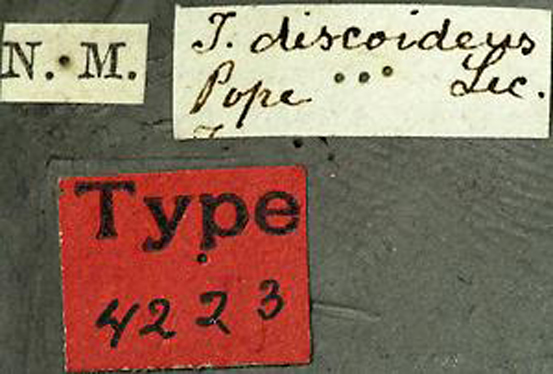 N. M.
T. discoideus
Pope Lec.
Type
4223